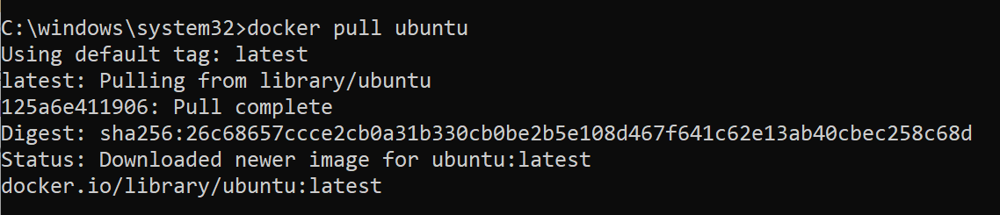 C:\windows\system32>docker pull ubuntu
Using default tag: latest
latest: Pulling from library/ubuntu
125a6e411906: Pull complete
Digest: sha256:26c68657ccce2cb0a31b330cb0be2b5e108d467f641c62e13ab40cbec258c68d
Status: Downloaded newer image for ubuntu:latest
docker.io/library/ubuntu:latest